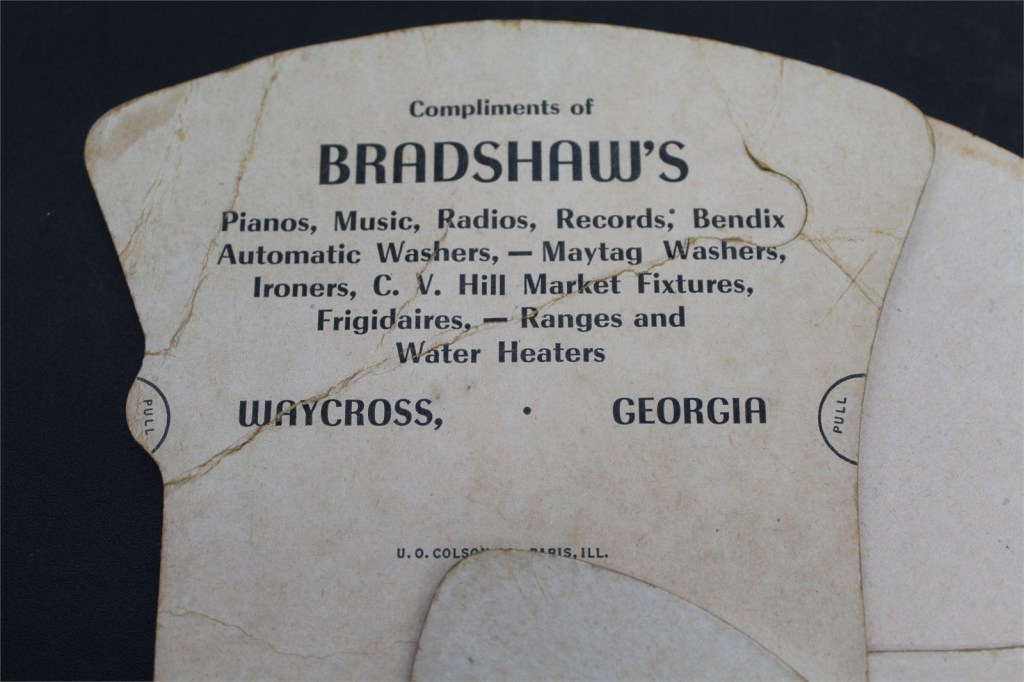 Compliments of
BRADSHAW'S
Pianos, Music, Radios, Records; Bendix
Automatic Washers, — Maytag Washers,
Ironers, C. V. Hill Market Fixtures,
Frigidaires, — Ranges and
Water Heaters
WAYCROSS, • GEORGIA
PULL
PULL
U. O. COLSON PARIS, ILL.